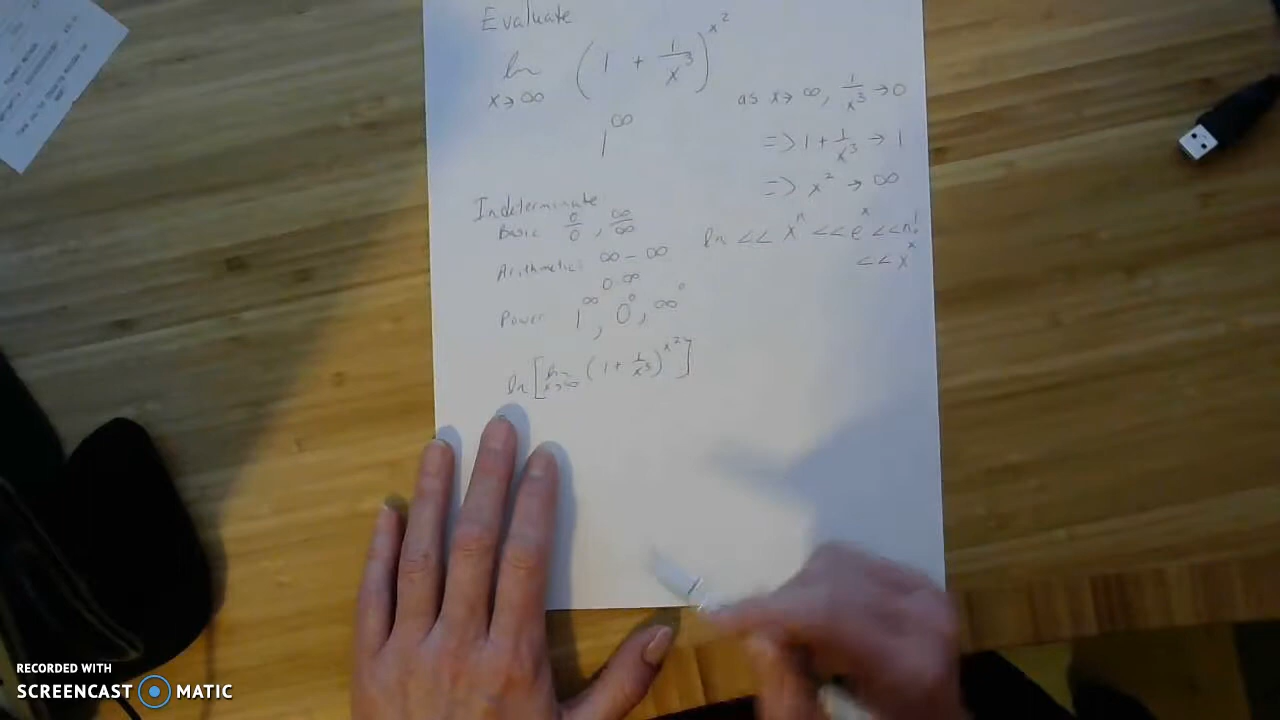 Evaluate
lim x→∞ (1 + 1/x³)^x²
1^∞
as x→∞, 1/x³ →0
=> 1 + 1/x³ → 1
=> x² → ∞
Indeterminate
Basic 0/0, ∞/∞
ln << xⁿ << eˣ << n!
<< xˣ
Arithmetic: ∞ - ∞
0·∞
Power 1^∞, 0⁰, ∞⁰
ln[lim x→∞ (1 + 1/x³)^x²]
RECORDED WITH
SCREENCAST MATIC